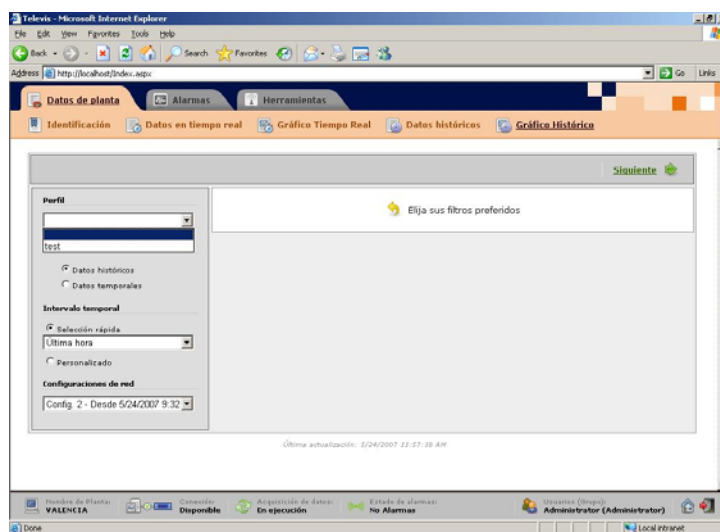 Televis - Microsoft Internet Explorer
File Edit View Favorites Tools Help
Back Search Favorites
Address http://localhost/Index.aspx Go Links
Datos de planta Alarmas Herramientas
Identificación Datos en tiempo real Gráfico Tiempo Real Datos históricos Gráfico Histórico
Siguiente
Perfil
Elija sus filtros preferidos
test
Datos históricos
Datos temporales
Intervalo temporal
Selección rápida
Última hora
Personalizado
Configuraciones de red
Config. 2 - Desde 5/24/2007 9:32
Última actualización: 5/24/2007 11:57:38 AM
Nombre de Planta: Conexión: Adquisición de datos: Estado de alarmas: Usuarios (Grupo):
VALENCIA Disponible En ejecución No Alarmas Administrator (Administrator)
Done Local intranet